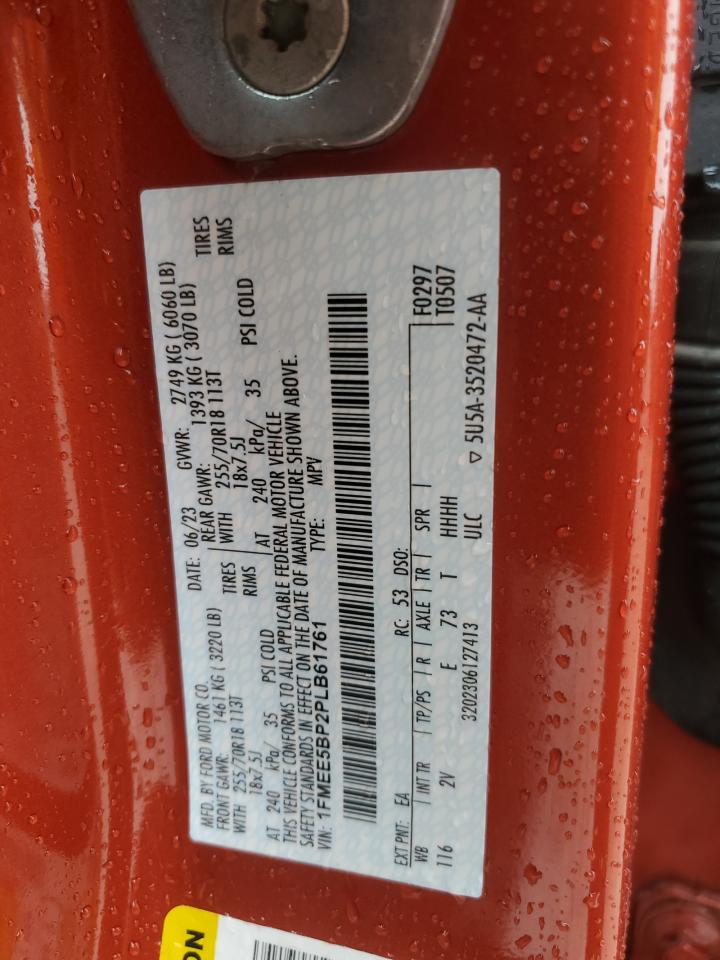 MFD. BY FORD MOTOR CO. DATE: 06/23 GVWR: 2749 KG ( 6060 LB)
FRONT GAWR: 1461 KG ( 3220 LB) REAR GAWR: 1393 KG ( 3070 LB)
WITH 255/70R18 113T TIRES WITH 255/70R18 113T TIRES
18x7.5J RIMS 18x7.5J RIMS
AT 240 kPa/ 35 PSI COLD AT 240 kPa/ 35 PSI COLD
THIS VEHICLE CONFORMS TO ALL APPLICABLE FEDERAL MOTOR VEHICLE
SAFETY STANDARDS IN EFFECT ON THE DATE OF MANUFACTURE SHOWN ABOVE.
VIN: 1FMEE5BP2PLB61761 TYPE: MPV
EXT PNT: EA RC: 53 DSO: F0297
WB INT TR TP/PS R AXLE TR SPR T0507
116 2V E 73 T HHHH
3202306127413 ULC ▽ 5U5A-3520472-AA
ON